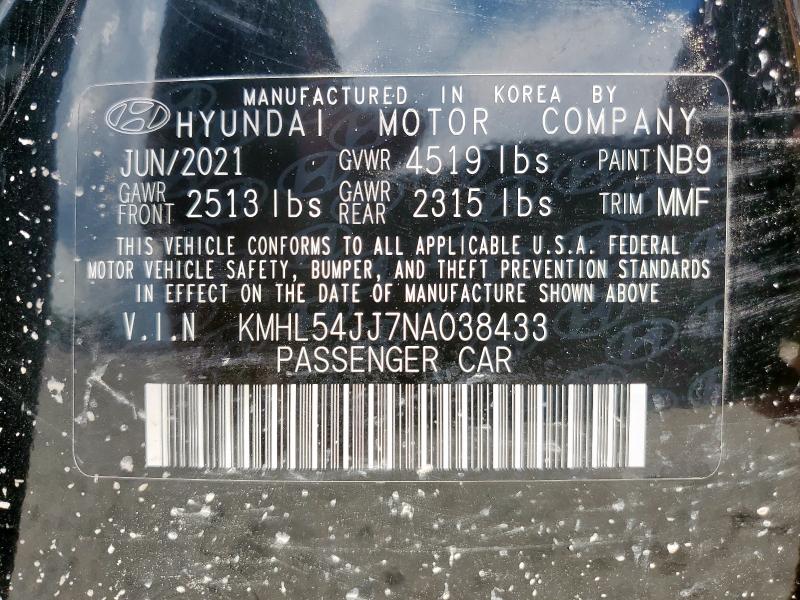 MANUFACTURED IN KOREA BY
HYUNDAI MOTOR COMPANY
JUN/2021 GVWR 4519 lbs PAINT NB9
GAWR FRONT 2513 lbs GAWR REAR 2315 lbs TRIM MMF
THIS VEHICLE CONFORMS TO ALL APPLICABLE U.S.A. FEDERAL
MOTOR VEHICLE SAFETY, BUMPER, AND THEFT PREVENTION STANDARDS
IN EFFECT ON THE DATE OF MANUFACTURE SHOWN ABOVE
V.I.N KMHL54JJ7NA038433
PASSENGER CAR